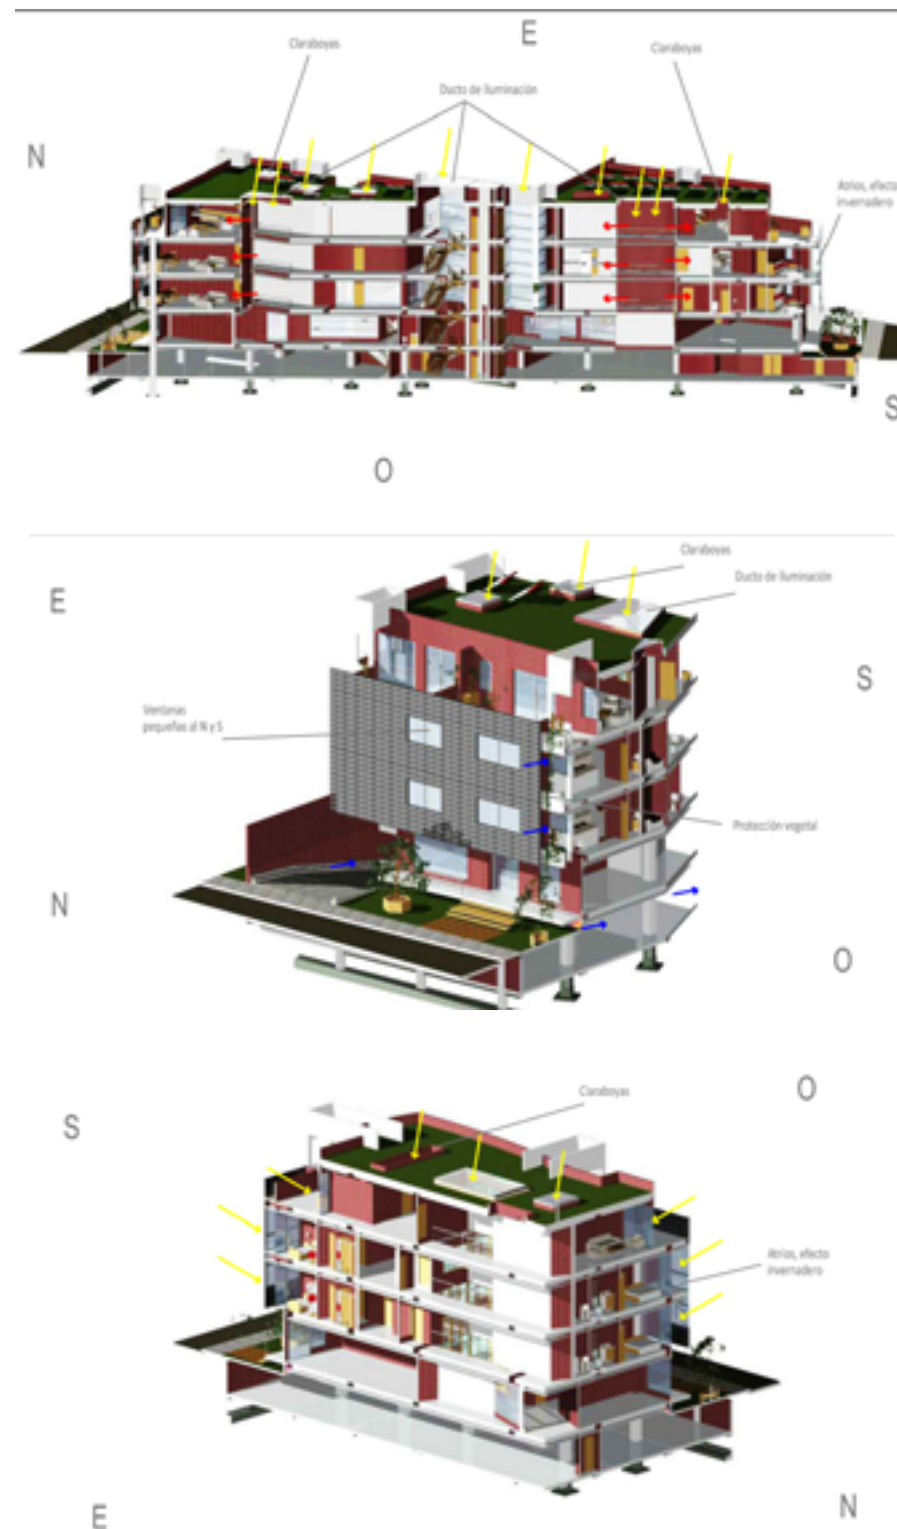 E
Claraboyas
Claraboyas
Ducto de iluminación
N
Atrios, efecto
invernadero
S
O
Claraboyas
E
Ducto de iluminación
S
Ventanas
pequeñas al N y S
Protección vegetal
N
O
O
Claraboyas
S
Atrios, efecto
invernadero
E
N